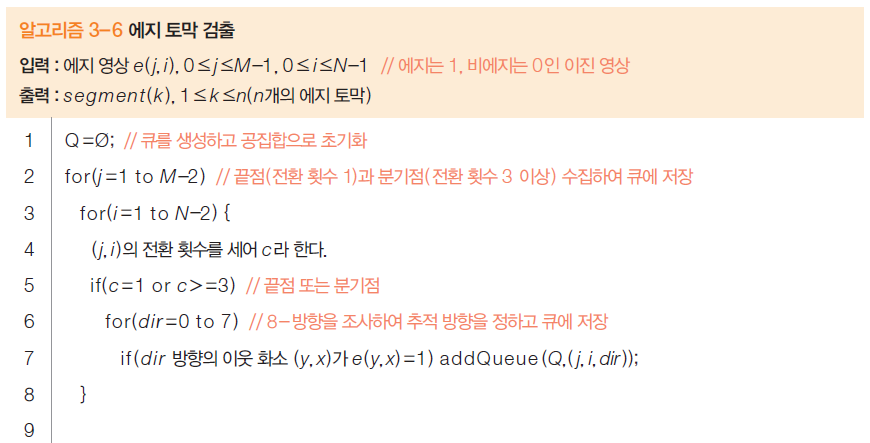 알고리즘 3-6 에지 토막 검출
입력 : 에지 영상 e(j,i), 0≤j≤M-1, 0≤i≤N-1 // 에지는 1, 비에지는 0인 이진 영상
출력 : segment(k), 1≤k≤n(n개의 에지 토막)
1 Q=Ø; // 큐를 생성하고 공집합으로 초기화
2 for(j=1 to M-2) // 끝점(전환 횟수 1)과 분기점(전환 횟수 3 이상) 수집하여 큐에 저장
3 for(i=1 to N-2) {
4 (j,i)의 전환 횟수를 세어 c라 한다.
5 if(c=1 or c>=3) // 끝점 또는 분기점
6 for(dir=0 to 7) // 8-방향을 조사하여 추적 방향을 정하고 큐에 저장
7 if(dir 방향의 이웃 화소 (y,x)가 e(y,x)=1) addQueue(Q,(j,i,dir));
8 }
9